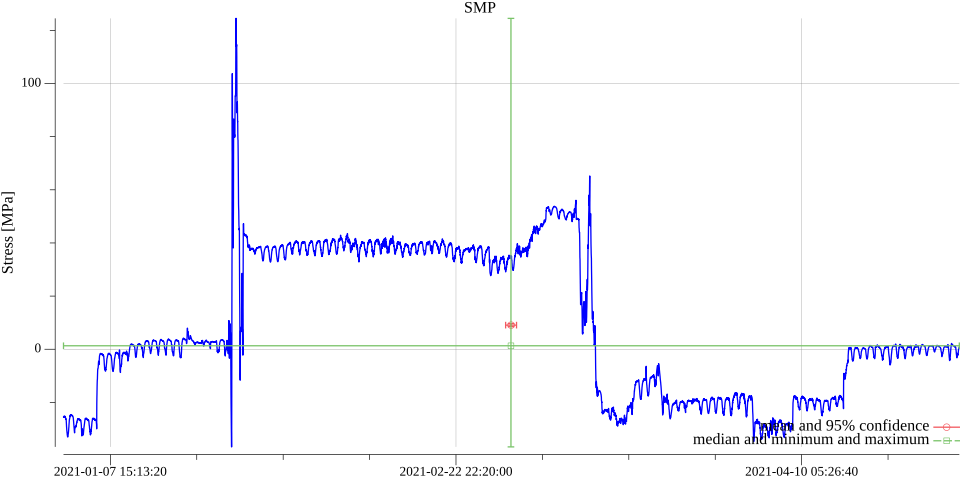 SMP
100
Stress [MPa]
0
mean and 95% confidence
median and minimum and maximum
2021-01-07 15:13:20
2021-02-22 22:20:00
2021-04-10 05:26:40